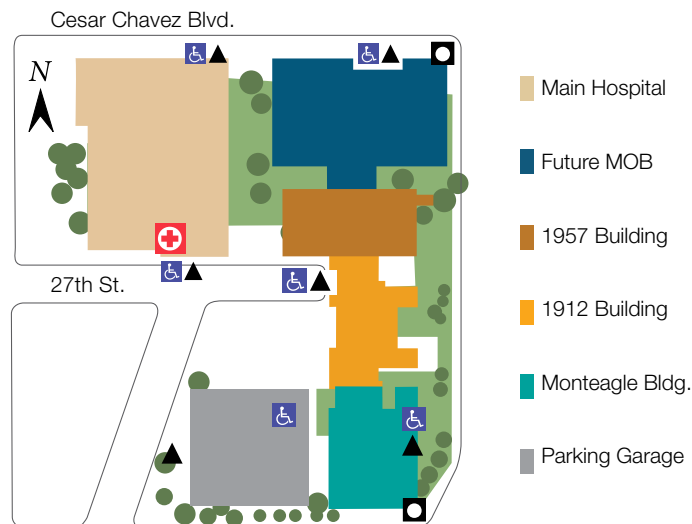 Cesar Chavez Blvd.
N
27th St.
Main Hospital
Future MOB
1957 Building
1912 Building
Monteagle Bldg.
Parking Garage